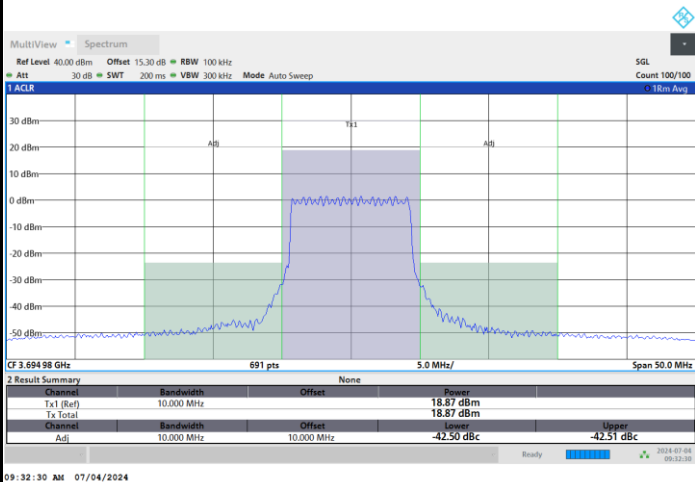 MultiView Spectrum
Ref Level 40.00 dBm Offset 15.30 dB RBW 100 kHz SGL
Att 30 dB SWT 200 ms VBW 300 kHz Mode Auto Sweep Count 100/100
1 ACLR 1Rm Avg
30 dBm
Tx1
20 dBm Adj Adj
10 dBm
0 dBm
-10 dBm
-20 dBm
-30 dBm
-40 dBm
-50 dBm
CF 3.694 98 GHz 691 pts 5.0 MHz/ Span 50.0 MHz
2 Result Summary None
Channel Bandwidth Offset Power
Tx1 (Ref) 10.000 MHz 18.87 dBm
Tx Total 18.87 dBm
Channel Bandwidth Offset Lower Upper
Adj 10.000 MHz 10.000 MHz -42.50 dBc -42.51 dBc
Ready 2024-07-04
09:32:30
09:32:30 AM 07/04/2024